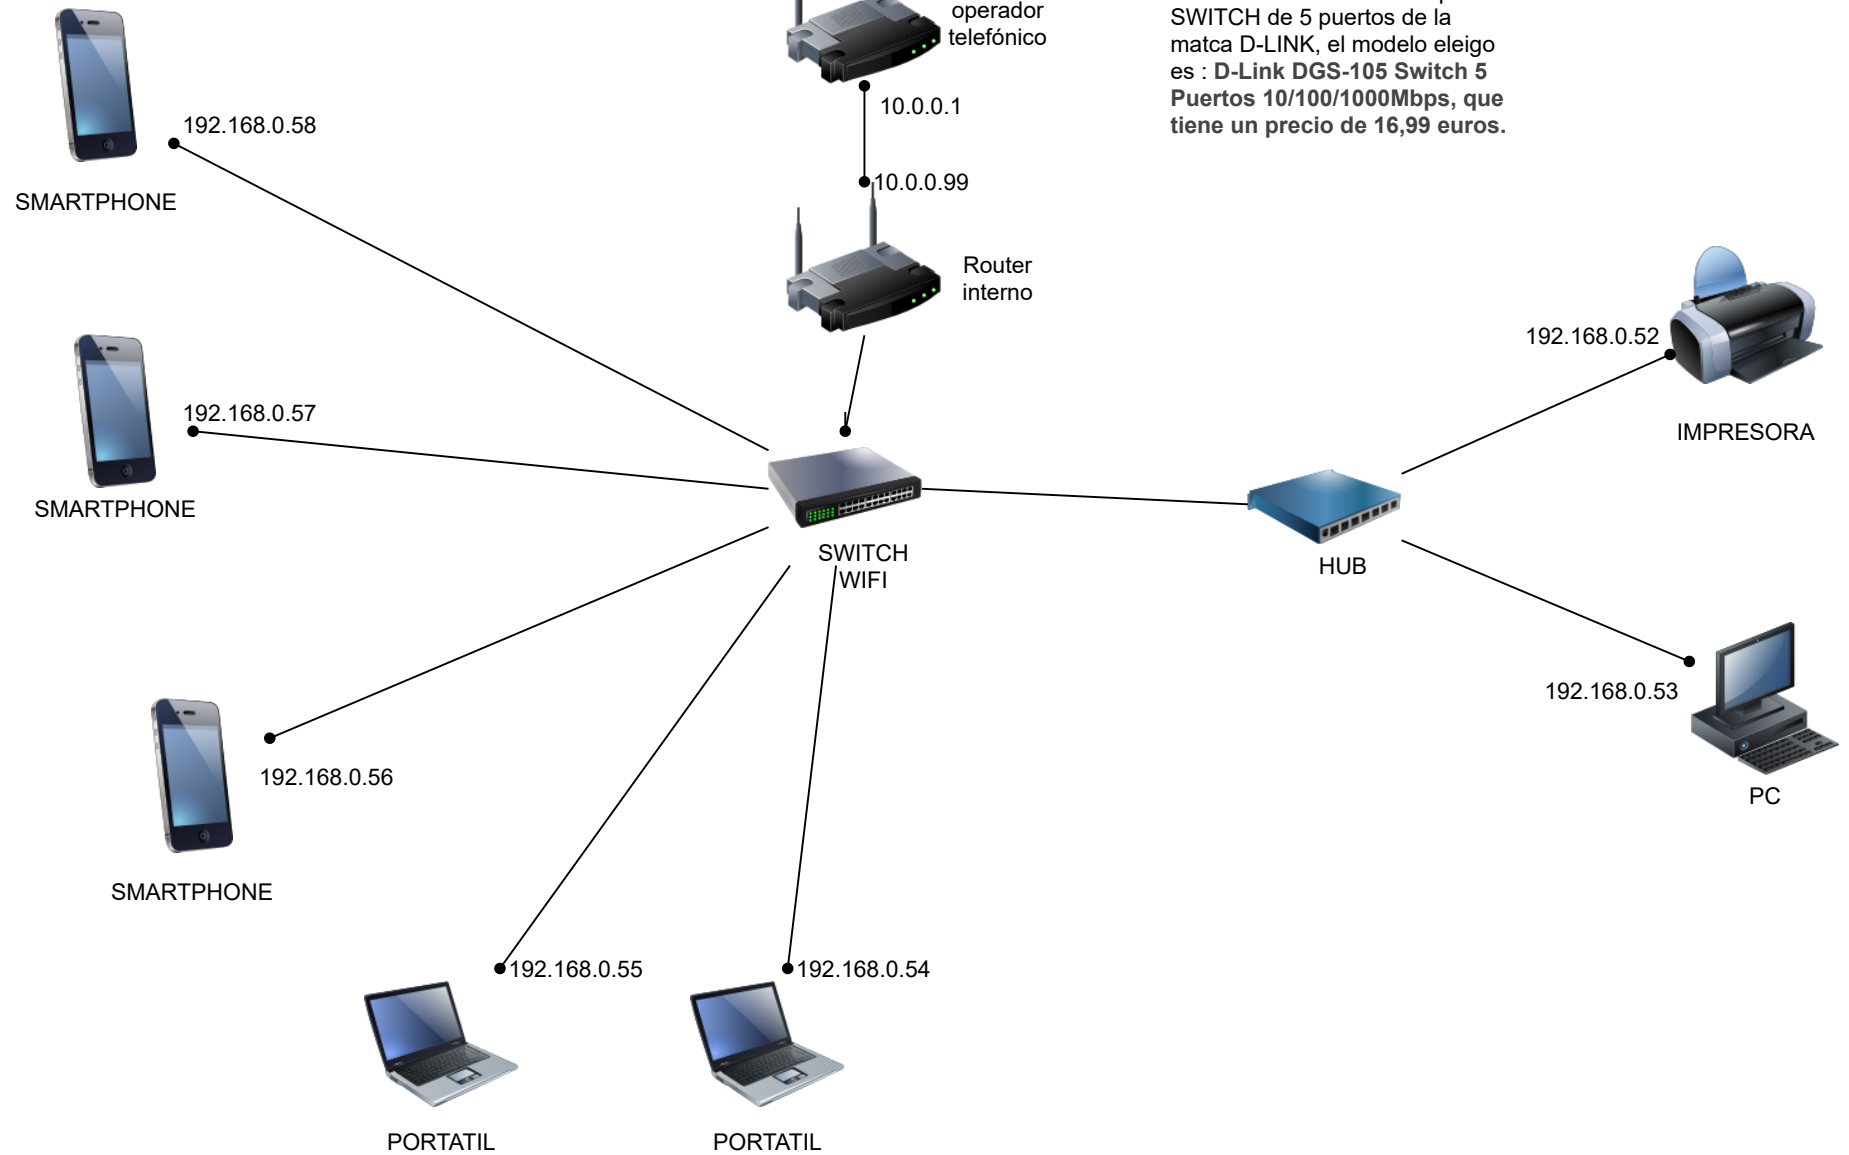 operador
telefónico
SWITCH de 5 puertos de la
matca D-LINK, el modelo eleigo
es : D-Link DGS-105 Switch 5
Puertos 10/100/1000Mbps, que
tiene un precio de 16,99 euros.
10.0.0.1
192.168.0.58
10.0.0.99
SMARTPHONE
Router
interno
192.168.0.52
192.168.0.57
IMPRESORA
SMARTPHONE
SWITCH
WIFI
HUB
192.168.0.53
192.168.0.56
PC
SMARTPHONE
192.168.0.55
192.168.0.54
PORTATIL
PORTATIL